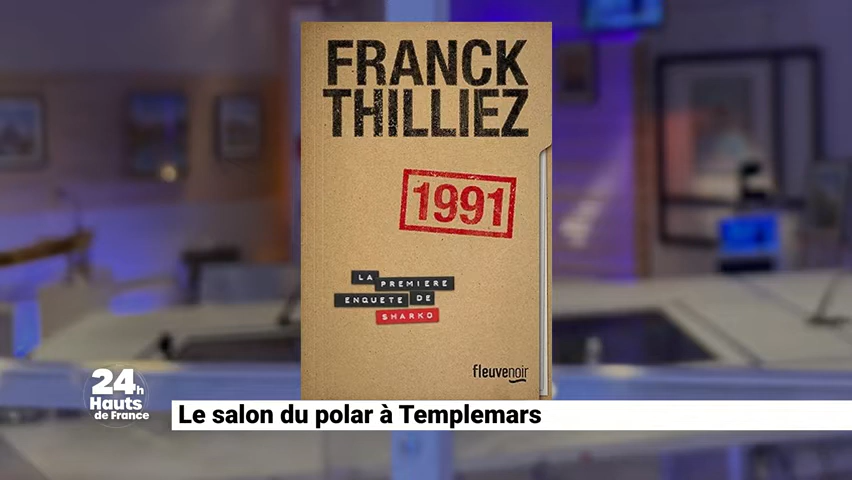 FRANCK
THILLIEZ
1991
LA PREMIERE
ENQUETE DE
SHARKO
fleuvenoir
24h
Hauts
de France
Le salon du polar à Templemars